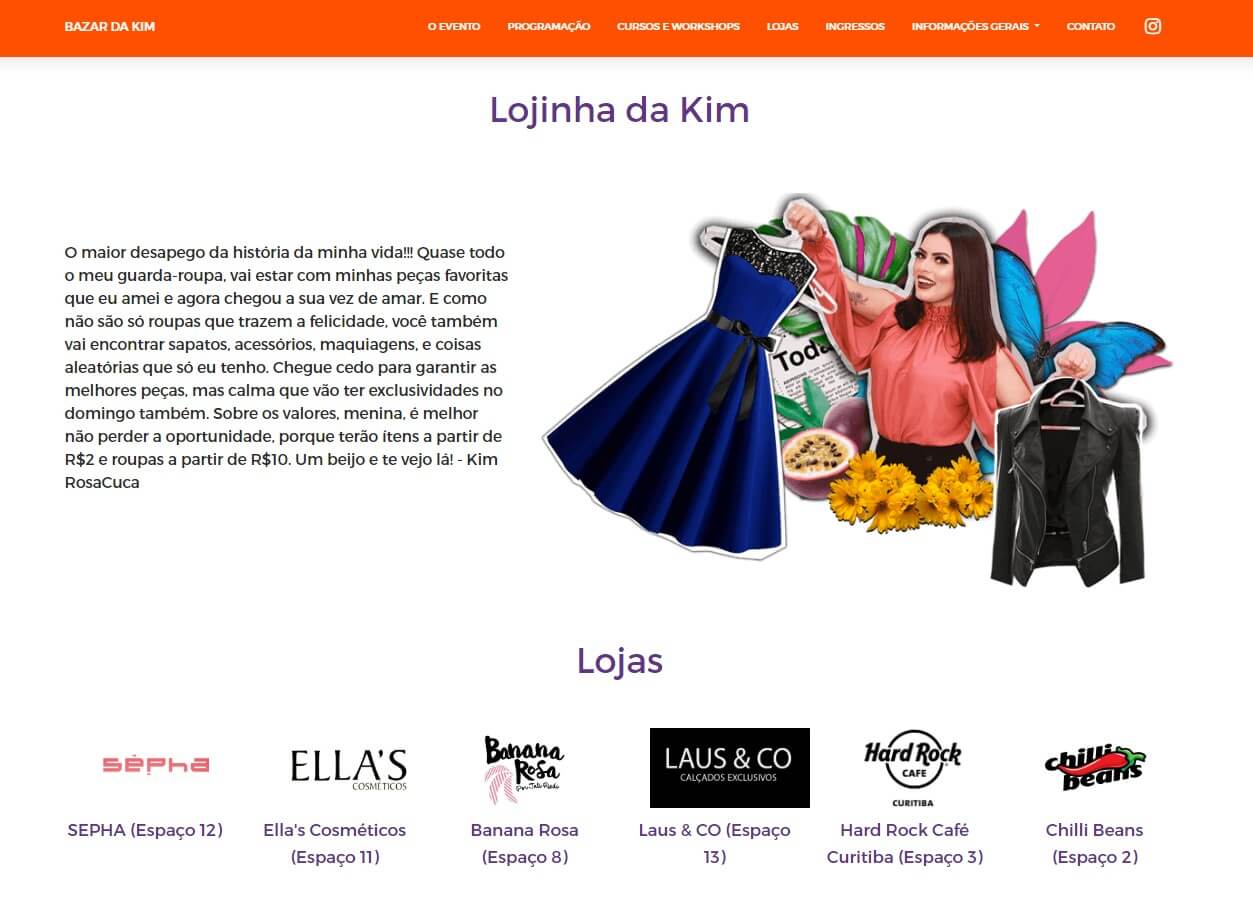 BAZAR DA KIM
O EVENTO
PROGRAMAÇÃO
CURSOS E WORKSHOPS
LOJAS
INGRESSOS
INFORMAÇÕES GERAIS
CONTATO
Lojinha da Kim
O maior desapego da história da minha vida!!! Quase todo
o meu guarda-roupa, vai estar com minhas peças favoritas
que eu amei e agora chegou a sua vez de amar. E como
não são só roupas que trazem a felicidade, você também
vai encontrar sapatos, acessórios, maquiagens, e coisas
aleatórias que só eu tenho. Chegue cedo para garantir as
melhores peças, mas calma que vão ter exclusividades no
domingo também. Sobre os valores, menina, é melhor
não perder a oportunidade, porque terão ítens a partir de
R$2 e roupas a partir de R$10. Um beijo e te vejo lá! - Kim
RosaCuca
Toda
Lojas
sépha
ELLA'S
COSMÉTICOS
Banana
Rosa
LAUS & CO
CALÇADOS EXCLUSIVOS
Hard Rock
CAFE
CURITIBA
chilli
beans
SEPHA (Espaço 12)
Ella's Cosméticos
(Espaço 11)
Banana Rosa
(Espaço 8)
Laus & CO (Espaço
13)
Hard Rock Café
Curitiba (Espaço 3)
Chilli Beans
(Espaço 2)